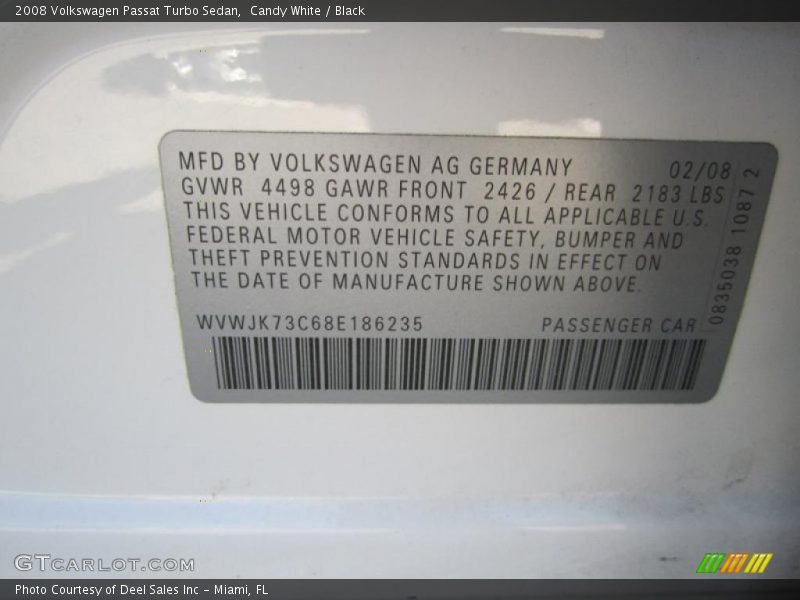 2008 Volkswagen Passat Turbo Sedan,  Candy White / Black
MFD BY VOLKSWAGEN AG GERMANY 02/08
GVWR 4498 GAWR FRONT 2426 / REAR 2183 LBS
THIS VEHICLE CONFORMS TO ALL APPLICABLE U.S.
FEDERAL MOTOR VEHICLE SAFETY, BUMPER AND
THEFT PREVENTION STANDARDS IN EFFECT ON
THE DATE OF MANUFACTURE SHOWN ABOVE.
WVWJK73C68E186235 PASSENGER CAR
0835038 1087 2
GTCARLOT.COM
Photo Courtesy of Deel Sales Inc - Miami, FL